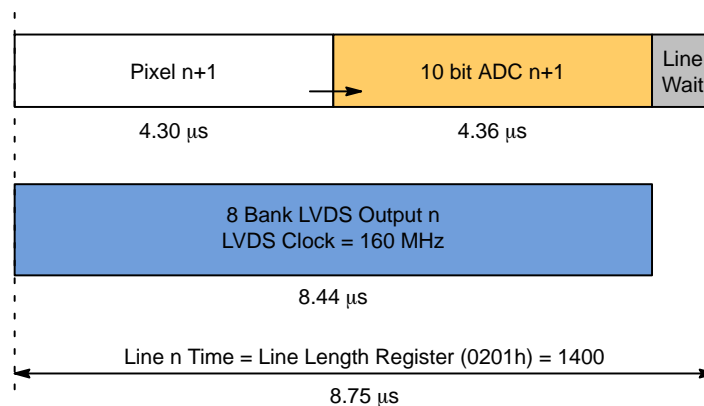 Pixel n+1
10 bit ADC n+1
Line
Wait
4.30 μs
4.36 μs
8 Bank LVDS Output n
LVDS Clock = 160 MHz
8.44 μs
Line n Time = Line Length Register (0201h) = 1400
8.75 μs